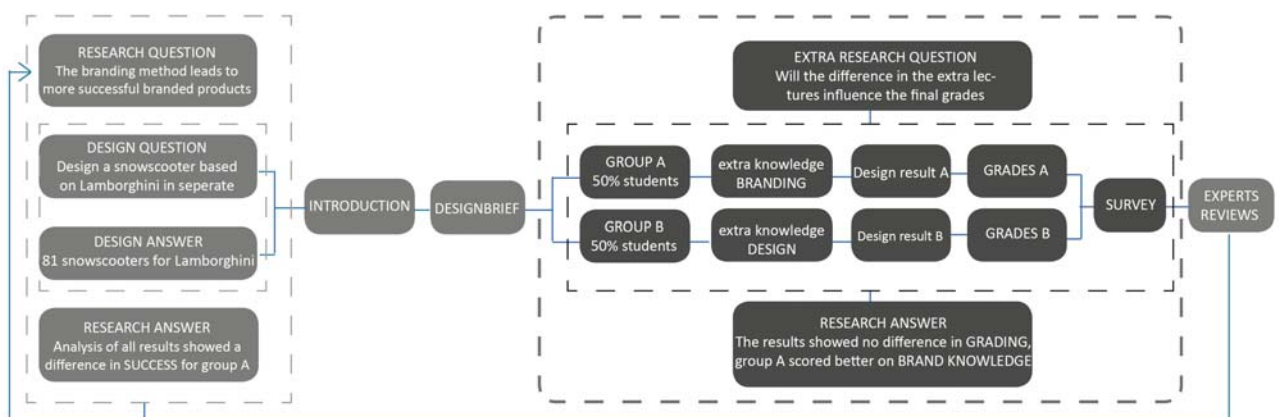 RESEARCH QUESTION
The branding method leads to
more successful branded products
DESIGN QUESTION
Design a snowscooter based
on Lamborghini in seperate
DESIGN ANSWER
81 snowscooters for Lamborghini
RESEARCH ANSWER
Analysis of all results showed a
difference in SUCCESS for group A
INTRODUCTION
DESIGNBRIEF
EXTRA RESEARCH QUESTION
Will the difference in the extra lec-
tures influence the final grades
GROUP A
50% students
extra knowledge
BRANDING
Design result A
GRADES A
GROUP B
50% students
extra knowledge
DESIGN
Design result B
GRADES B
SURVEY
RESEARCH ANSWER
The results showed no difference in GRADING,
group A scored better on BRAND KNOWLEDGE
EXPERTS
REVIEWS